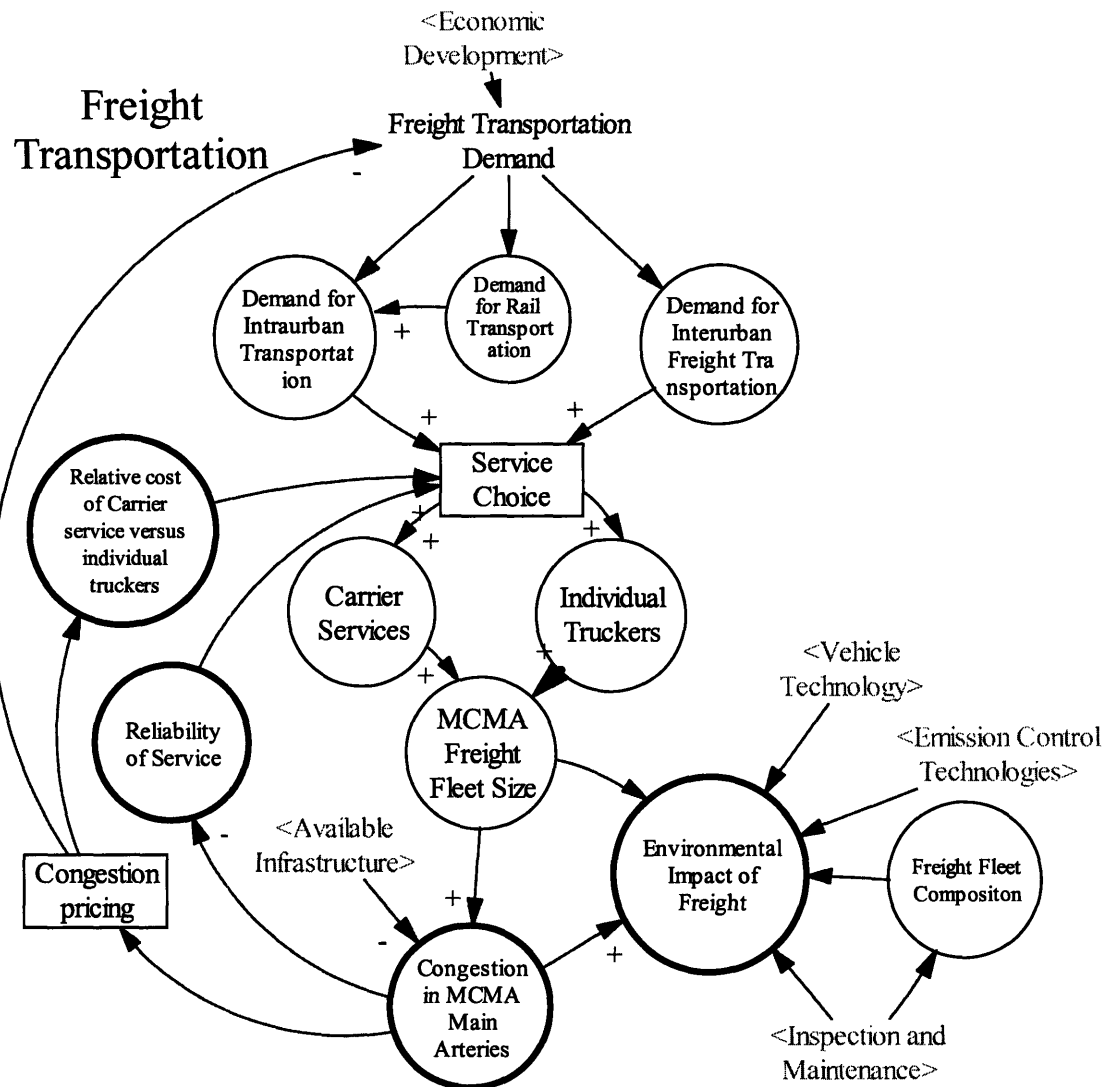 <Economic
Development>
Freight
Transportation
Freight Transportation
Demand
-
Demand for
Intraurban
Transportat
ion
+
Demand
for Rail
Transport
ation
Demand for
Interurban
Freight Tra
nsportation
+
+
Service
Choice
Relative cost
of Carrier
service versus
individual
truckers
+
+
+
Carrier
Services
Individual
Truckers
+
+
<Vehicle
Technology>
Reliability
of Service
MCMA
Freight
Fleet Size
<Emission Control
Technologies>
-
<Available
Infrastructure>
Environmental
Impact of
Freight
Freight Fleet
Compositon
Congestion
pricing
+
-
+
Congestion
in MCMA
Main
Arteries
<Inspection and
Maintenance>